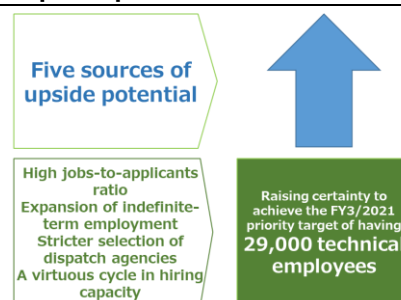 Five sources of
upside potential
High jobs-to-applicants
ratio
Expansion of indefinite-
term employment
Stricter selection of
dispatch agencies
A virtuous cycle in hiring
capacity
Raising certainty to
achieve the FY3/2021
priority target of having
29,000 technical
employees